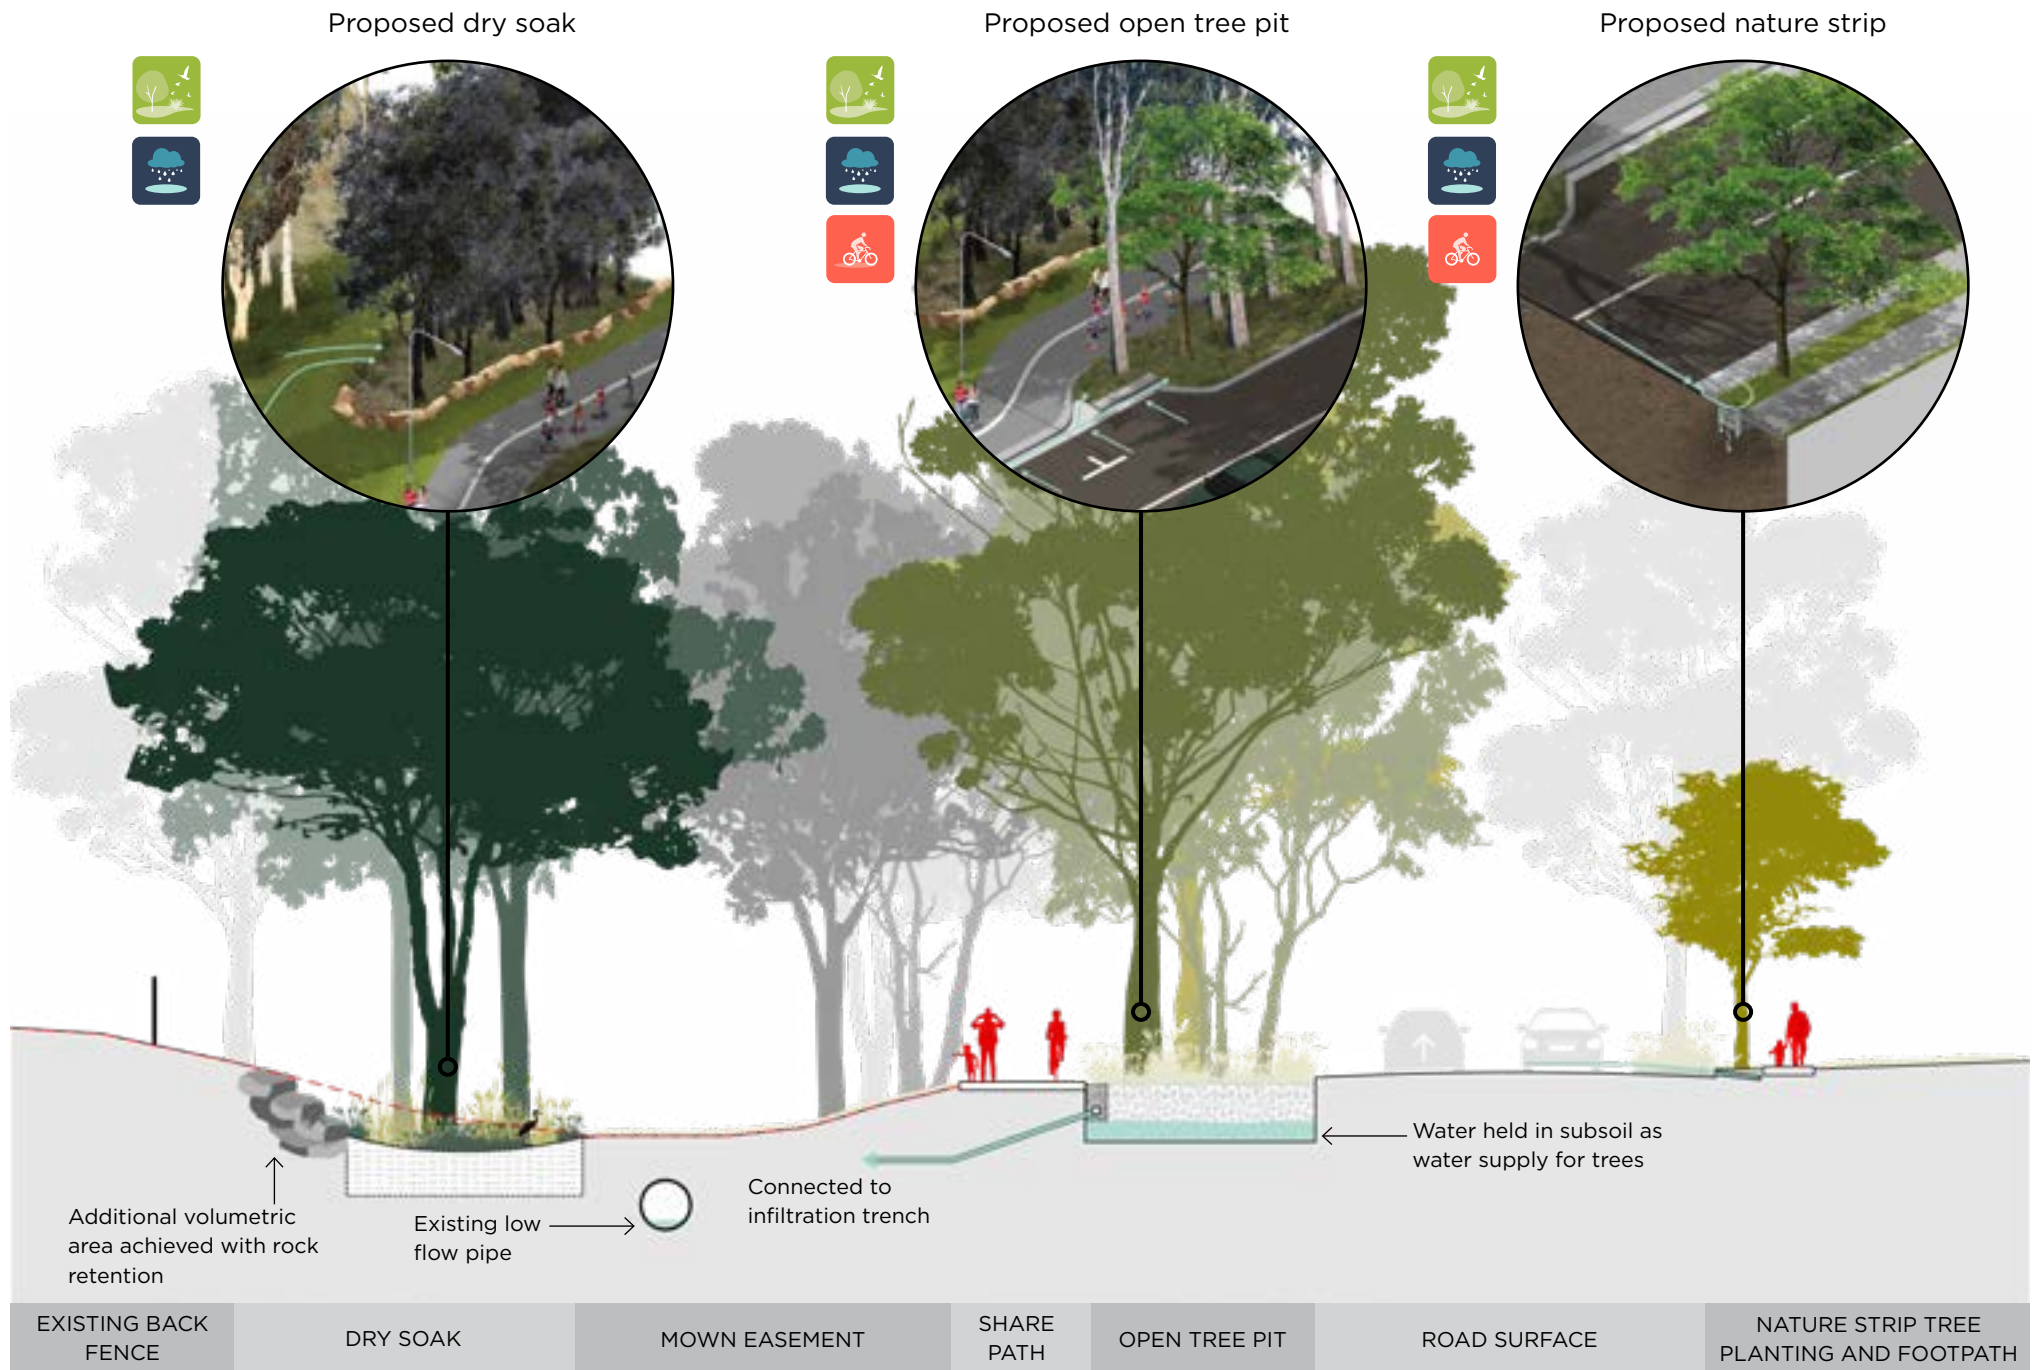 Proposed dry soak
Proposed open tree pit
Proposed nature strip
Water held in subsoil as
water supply for trees
Connected to
infiltration trench
Existing low
flow pipe
Additional volumetric
area achieved with rock
retention
EXISTING BACK
FENCE
DRY SOAK
MOWN EASEMENT
SHARE
PATH
OPEN TREE PIT
ROAD SURFACE
NATURE STRIP TREE
PLANTING AND FOOTPATH